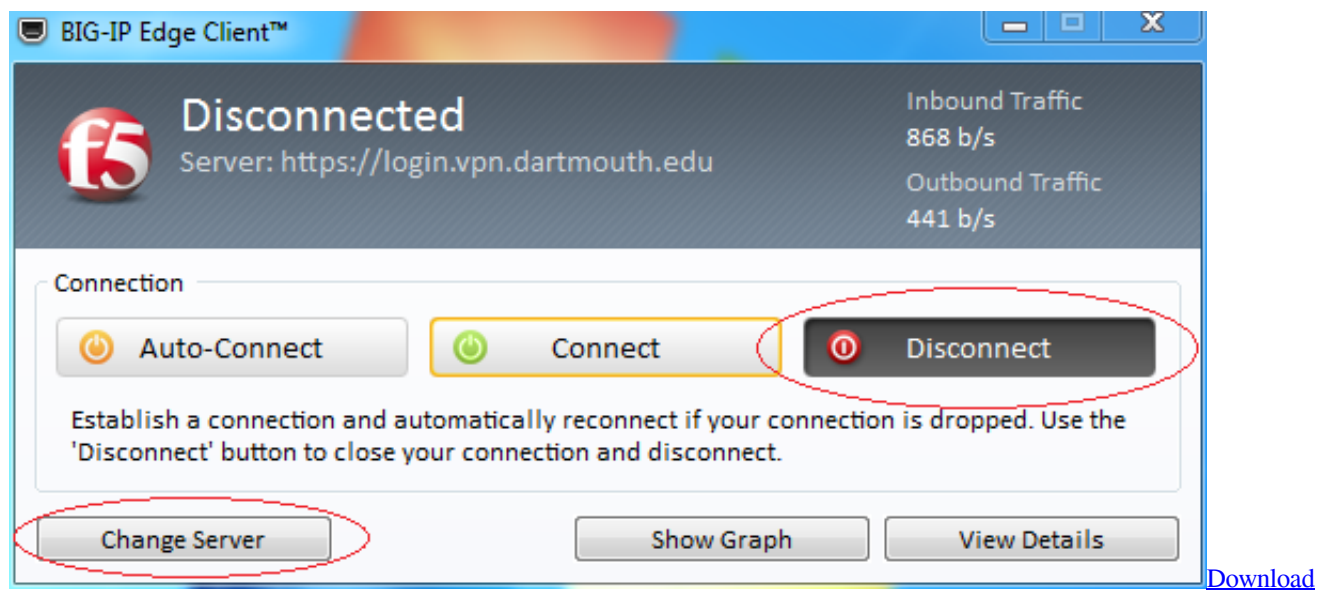 BIG-IP Edge Client™
f5
Disconnected
Server: https://login.vpn.dartmouth.edu
Inbound Traffic
868 b/s
Outbound Traffic
441 b/s
Connection
Auto-Connect
Connect
Disconnect
Establish a connection and automatically reconnect if your connection is dropped. Use the
'Disconnect' button to close your connection and disconnect.
Change Server
Show Graph
View Details
Download